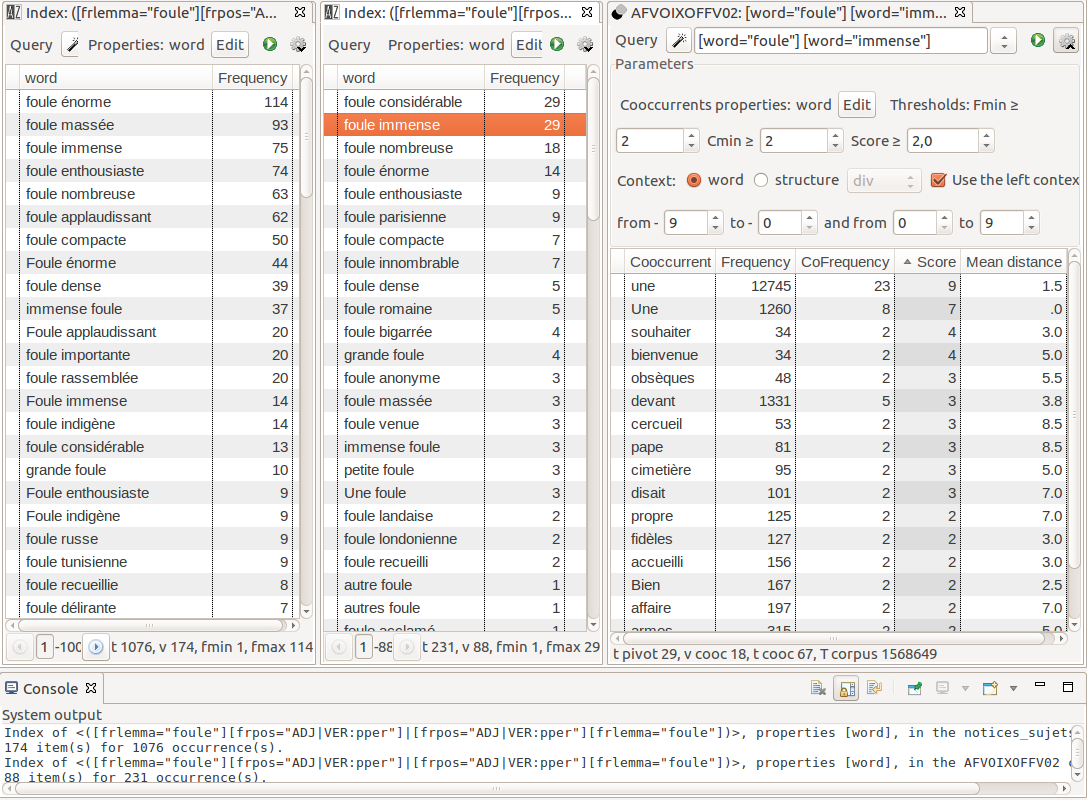 Index: ([frlemma="foule"][frpos="A...
Query Properties: word Edit
word Frequency
foule énorme 114
foule massée 93
foule immense 75
foule enthousiaste 74
foule nombreuse 63
foule applaudissant 62
foule compacte 50
Foule énorme 44
foule dense 39
immense foule 37
Foule applaudissant 20
foule importante 20
foule rassemblée 20
Foule immense 14
foule indigène 14
foule considérable 13
grande foule 10
Foule enthousiaste 9
Foule indigène 9
foule russe 9
foule tunisienne 9
foule recueillie 8
foule délirante 7
1 -100 t 1076, v 174, fmin 1, fmax 114
Index: ([frlemma="foule"][frpos...
Query Properties: word Edit
word Frequency
foule considérable 29
foule immense 29
foule nombreuse 18
foule énorme 14
foule enthousiaste 9
foule parisienne 9
foule compacte 7
foule innombrable 7
foule dense 5
foule romaine 5
foule bigarrée 4
grande foule 4
foule anonyme 3
foule massée 3
foule venue 3
immense foule 3
petite foule 3
Une foule 3
foule landaise 2
foule londonienne 2
foule recueilli 2
autre foule 1
autres foule 1
foule acclamé 1
1 -88 t 231, v 88, fmin 1, fmax 29
AFVOIXOFFV02: [word="foule"] [word="imm...
Query [word="foule"] [word="immense"]
Parameters
Cooccurrents properties: word Edit Thresholds: Fmin ≥
2 Cmin ≥ 2 Score ≥ 2,0
Context: word structure div Use the left contex
from - 9 to - 0 and from 0 to 9
Cooccurrent Frequency CoFrequency Score Mean distance
une 12745 23 9 1.5
Une 1260 8 7 .0
souhaiter 34 2 4 3.0
bienvenue 34 2 4 5.0
obsèques 48 2 3 5.5
devant 1331 5 3 3.8
cercueil 53 2 3 8.5
pape 81 2 3 8.5
cimetière 95 2 3 5.0
disait 101 2 3 7.0
propre 125 2 2 7.0
fidèles 127 2 2 3.0
accueilli 156 2 2 3.0
Bien 167 2 2 2.5
affaire 197 2 2 7.0
armes 315 2 2 5.0
t pivot 29, v cooc 18, t cooc 67, T corpus 1568649
Console
System output
Index of <([frlemma="foule"][frpos="ADJ|VER:pper"]|[frpos="ADJ|VER:pper"][frlemma="foule"])>, properties [word], in the notices_sujets
174 item(s) for 1076 occurrence(s).
Index of <([frlemma="foule"][frpos="ADJ|VER:pper"]|[frpos="ADJ|VER:pper"][frlemma="foule"])>, properties [word], in the AFVOIXOFFV02
88 item(s) for 231 occurrence(s).